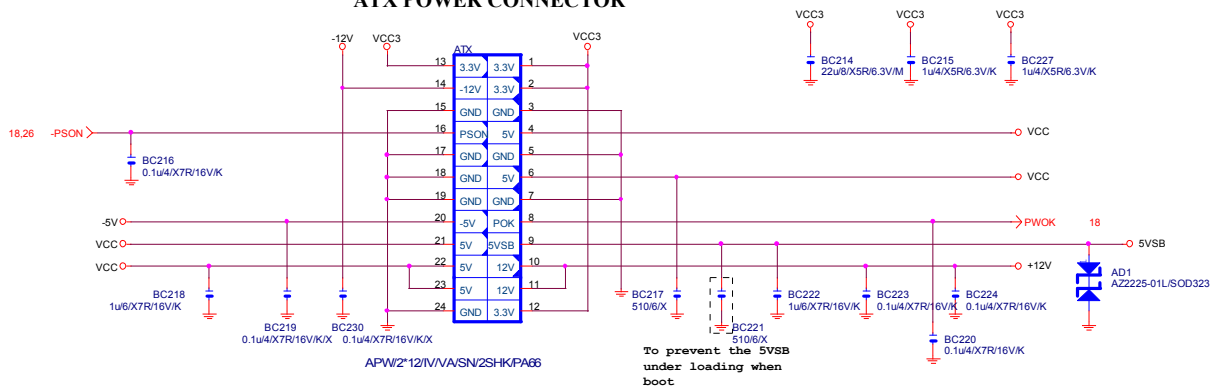 ATX POWER CONNECTOR
-12V VCC3 VCC3 VCC3 VCC3 VCC3
ATX
BC214
22u/8/X5R/6.3V/M
BC215
1u/4/X5R/6.3V/K
BC227
1u/4/X5R/6.3V/K
13 3.3V 3.3V 1
14 -12V 3.3V 2
15 GND GND 3
18,26 -PSON 16 PSON 5V 4 VCC
17 GND GND 5
18 GND 5V 6 VCC
19 GND GND 7
-5V 20 -5V POK 8 PWOK 18
VCC 21 5V 5VSB 9 5VSB
VCC 22 5V 12V 10 +12V
23 5V 12V 11
24 GND 3.3V 12
BC216
0.1u/4/X7R/16V/K
BC218
1u/6/X7R/16V/K
BC219
0.1u/4/X7R/16V/K/X
BC230
0.1u/4/X7R/16V/K/X
BC217
510/6/X
BC221
510/6/X
BC222
1u/6/X7R/16V/K
BC223
0.1u/4/X7R/16V/K
BC224
0.1u/4/X7R/16V/K
BC220
0.1u/4/X7R/16V/K
AD1
AZ2225-01L/SOD323
APW/2*12/IV/VA/SN/2SHK/PA66
To prevent the 5VSB
under loading when
boot